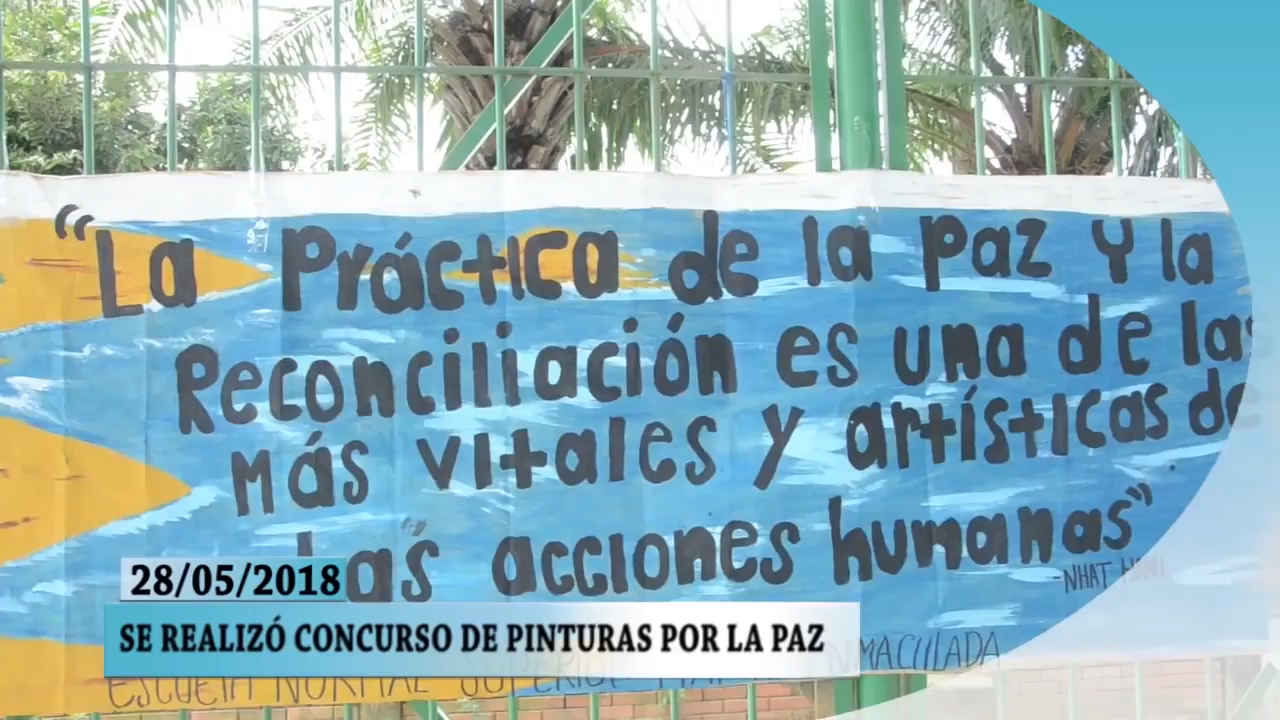 “La Práctica de la Paz Y la
Reconciliación es una de las
Más vitales y artísticas de
las acciones humanas”
-NHAT HANH
28/05/2018
SE REALIZÓ CONCURSO DE PINTURAS POR LA PAZ
ESCUELA NORMAL SUPERIOR INMACULADA